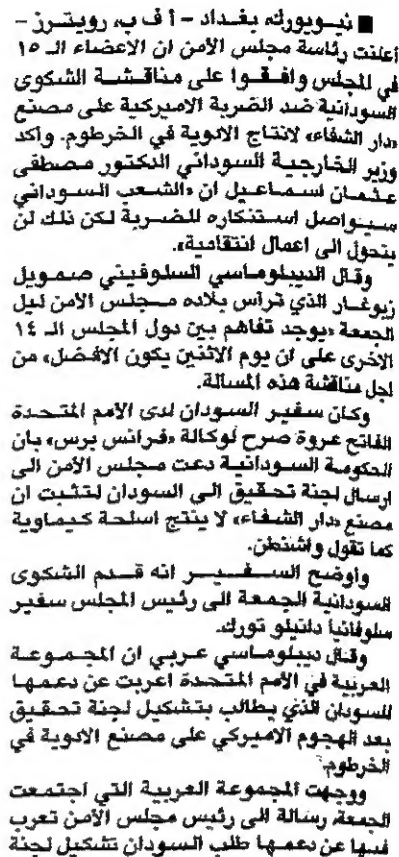 ■ نيويورك، بغداد - أ ف ب، رويترز -
أعلنت رئاسة مجلس الأمن ان الاعضاء الـ ١٥
في المجلس وافقوا على مناقشة الشكوى
السودانية ضد الضربة الاميركية على مصنع
«دار الشفاء» لانتاج الادوية في الخرطوم. وأكد
وزير الخارجية السوداني الدكتور مصطفى
عثمان اسماعيل ان «الشعب السوداني
سيواصل استنكاره للضربة لكن ذلك لن
يتحول الى اعمال انتقامية».
وقال الديبلوماسي السلوفيني صمويل
زبوغار الذي ترأس بلاده مجلس الامن ليل
الجمعة «يوجد تفاهم بين دول المجلس الـ ١٤
الاخرى على ان يوم الاثنين يكون الافضل، من
اجل مناقشة هذه المسالة.
وكان سفير السودان لدى الأمم المتحدة
الفاتح عروة صرح لوكالة «فرانس برس» بان
الحكومة السودانية دعت مجلس الأمن الى
ارسال لجنة تحقيق الى السودان لتثبت ان
مصنع «دار الشفاء» لا ينتج اسلحة كيماوية
كما تقول واشنطن.
وأوضح السفير انه قدم الشكوى
السودانية الجمعة الى رئيس المجلس سفير
سلوفانيا دانيلو تورك.
وقال ديبلوماسي عربي ان المجموعة
العربية في الأمم المتحدة اعربت عن دعمها
للسودان الذي يطالب بتشكيل لجنة تحقيق
بعد الهجوم الاميركي على مصنع الادوية في
الخرطوم.
ووجهت المجموعة العربية التي اجتمعت
الجمعة، رسالة الى رئيس مجلس الأمن تعرب
فيها عن دعمها طلب السودان تشكيل لجنة